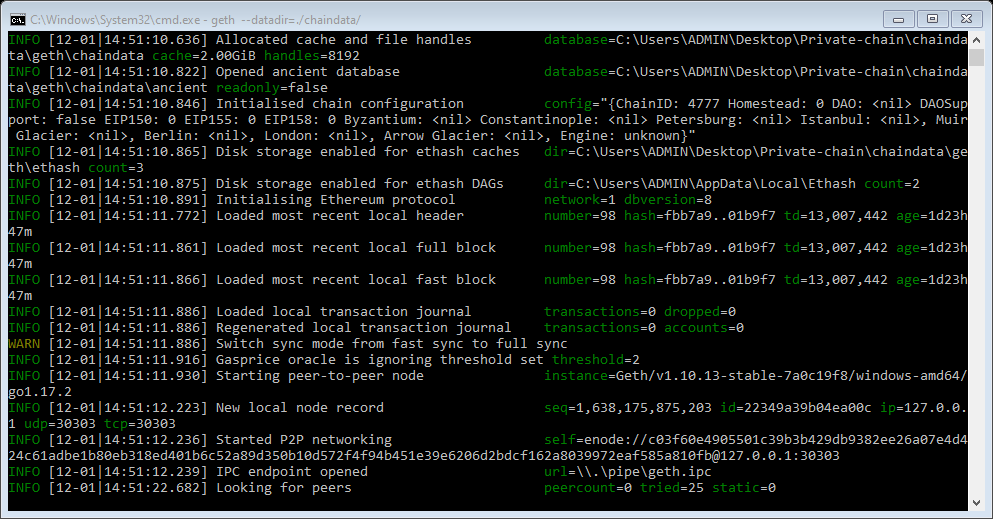 C:\Windows\System32\cmd.exe - geth --datadir=./chaindata/
INFO [12-01|14:51:10.636] Allocated cache and file handles         database=C:\Users\ADMIN\Desktop\Private-chain\chainda
ta\geth\chaindata cache=2.00GiB handles=8192
INFO [12-01|14:51:10.822] Opened ancient database                  database=C:\Users\ADMIN\Desktop\Private-chain\chainda
ta\geth\chaindata\ancient readonly=false
INFO [12-01|14:51:10.846] Initialised chain configuration          config="{ChainID: 4777 Homestead: 0 DAO: <nil> DAOSup
port: false EIP150: 0 EIP155: 0 EIP158: 0 Byzantium: <nil> Constantinople: <nil> Petersburg: <nil> Istanbul: <nil>, Muir
 Glacier: <nil>, Berlin: <nil>, London: <nil>, Arrow Glacier: <nil>, Engine: unknown}"
INFO [12-01|14:51:10.865] Disk storage enabled for ethash caches   dir=C:\Users\ADMIN\Desktop\Private-chain\chaindata\ge
th\ethash count=3
INFO [12-01|14:51:10.875] Disk storage enabled for ethash DAGs     dir=C:\Users\ADMIN\AppData\Local\Ethash count=2
INFO [12-01|14:51:10.891] Initialising Ethereum protocol           network=1 dbversion=8
INFO [12-01|14:51:11.772] Loaded most recent local header          number=98 hash=fbb7a9..01b9f7 td=13,007,442 age=1d23h
47m
INFO [12-01|14:51:11.861] Loaded most recent local full block      number=98 hash=fbb7a9..01b9f7 td=13,007,442 age=1d23h
47m
INFO [12-01|14:51:11.866] Loaded most recent local fast block      number=98 hash=fbb7a9..01b9f7 td=13,007,442 age=1d23h
47m
INFO [12-01|14:51:11.886] Loaded local transaction journal         transactions=0 dropped=0
INFO [12-01|14:51:11.886] Regenerated local transaction journal    transactions=0 accounts=0
WARN [12-01|14:51:11.886] Switch sync mode from fast sync to full sync
INFO [12-01|14:51:11.916] Gasprice oracle is ignoring threshold set threshold=2
INFO [12-01|14:51:11.930] Starting peer-to-peer node               instance=Geth/v1.10.13-stable-7a0c19f8/windows-amd64/
go1.17.2
INFO [12-01|14:51:12.223] New local node record                    seq=1,638,175,875,203 id=22349a39b04ea00c ip=127.0.0.
1 udp=30303 tcp=30303
INFO [12-01|14:51:12.236] Started P2P networking                   self=enode://c03f60e4905501c39b3b429db9382ee26a07e4d4
24c61adbe1b80eb318ed401b6c52a89d350b10d572f4f94b451e39e6206d2bdcf162a8039972eaf585a810fb@127.0.0.1:30303
INFO [12-01|14:51:12.239] IPC endpoint opened                      url=\\.\pipe\geth.ipc
INFO [12-01|14:51:22.682] Looking for peers                        peercount=0 tried=25 static=0